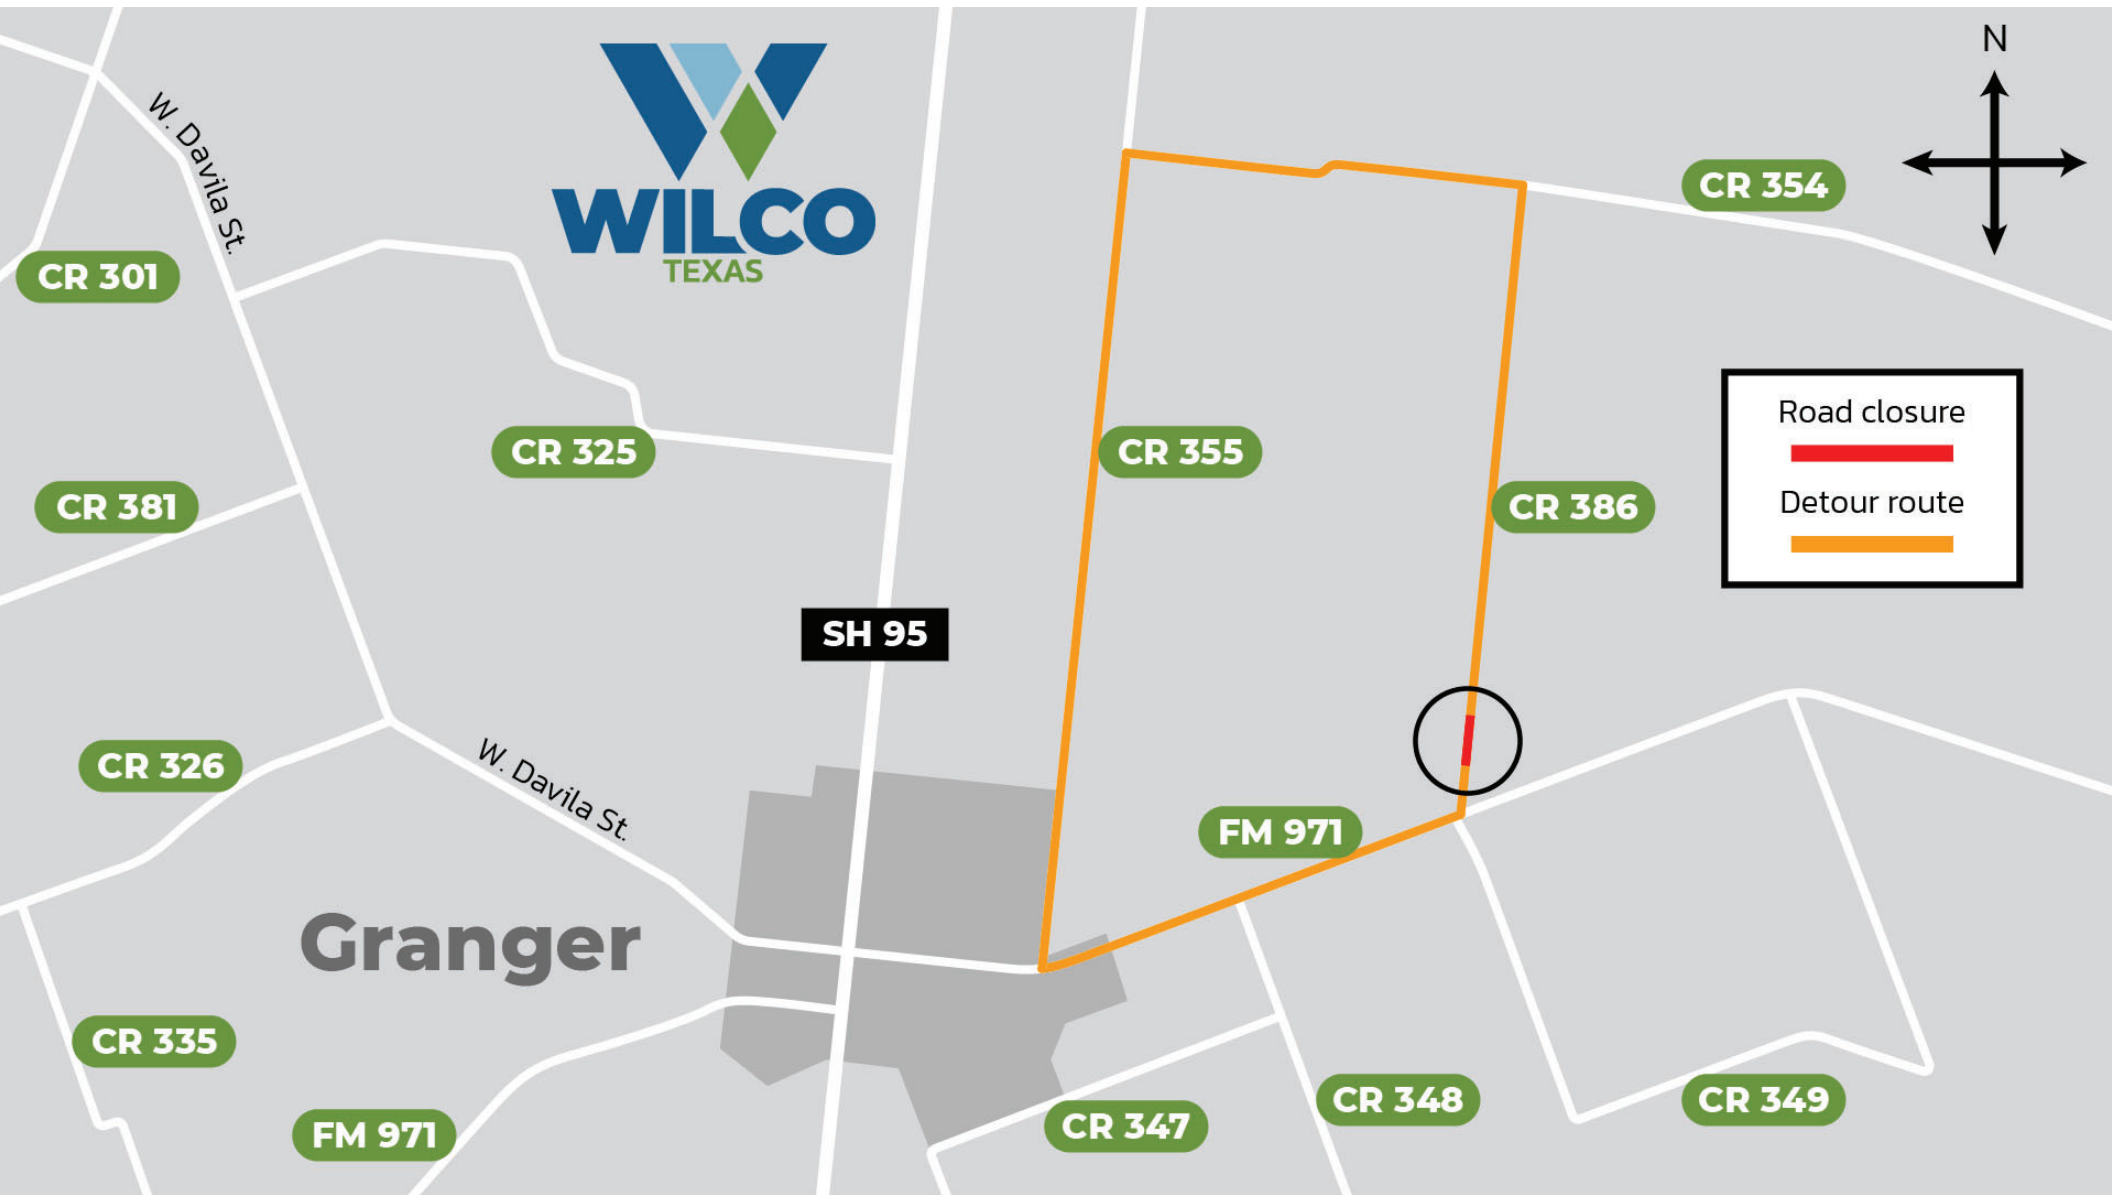 N
W. Davila St.
WILCO
TEXAS
CR 354
CR 301
CR 325
CR 355
CR 386
Road closure
Detour route
CR 381
SH 95
CR 326
W. Davila St.
FM 971
Granger
CR 335
FM 971
CR 347
CR 348
CR 349